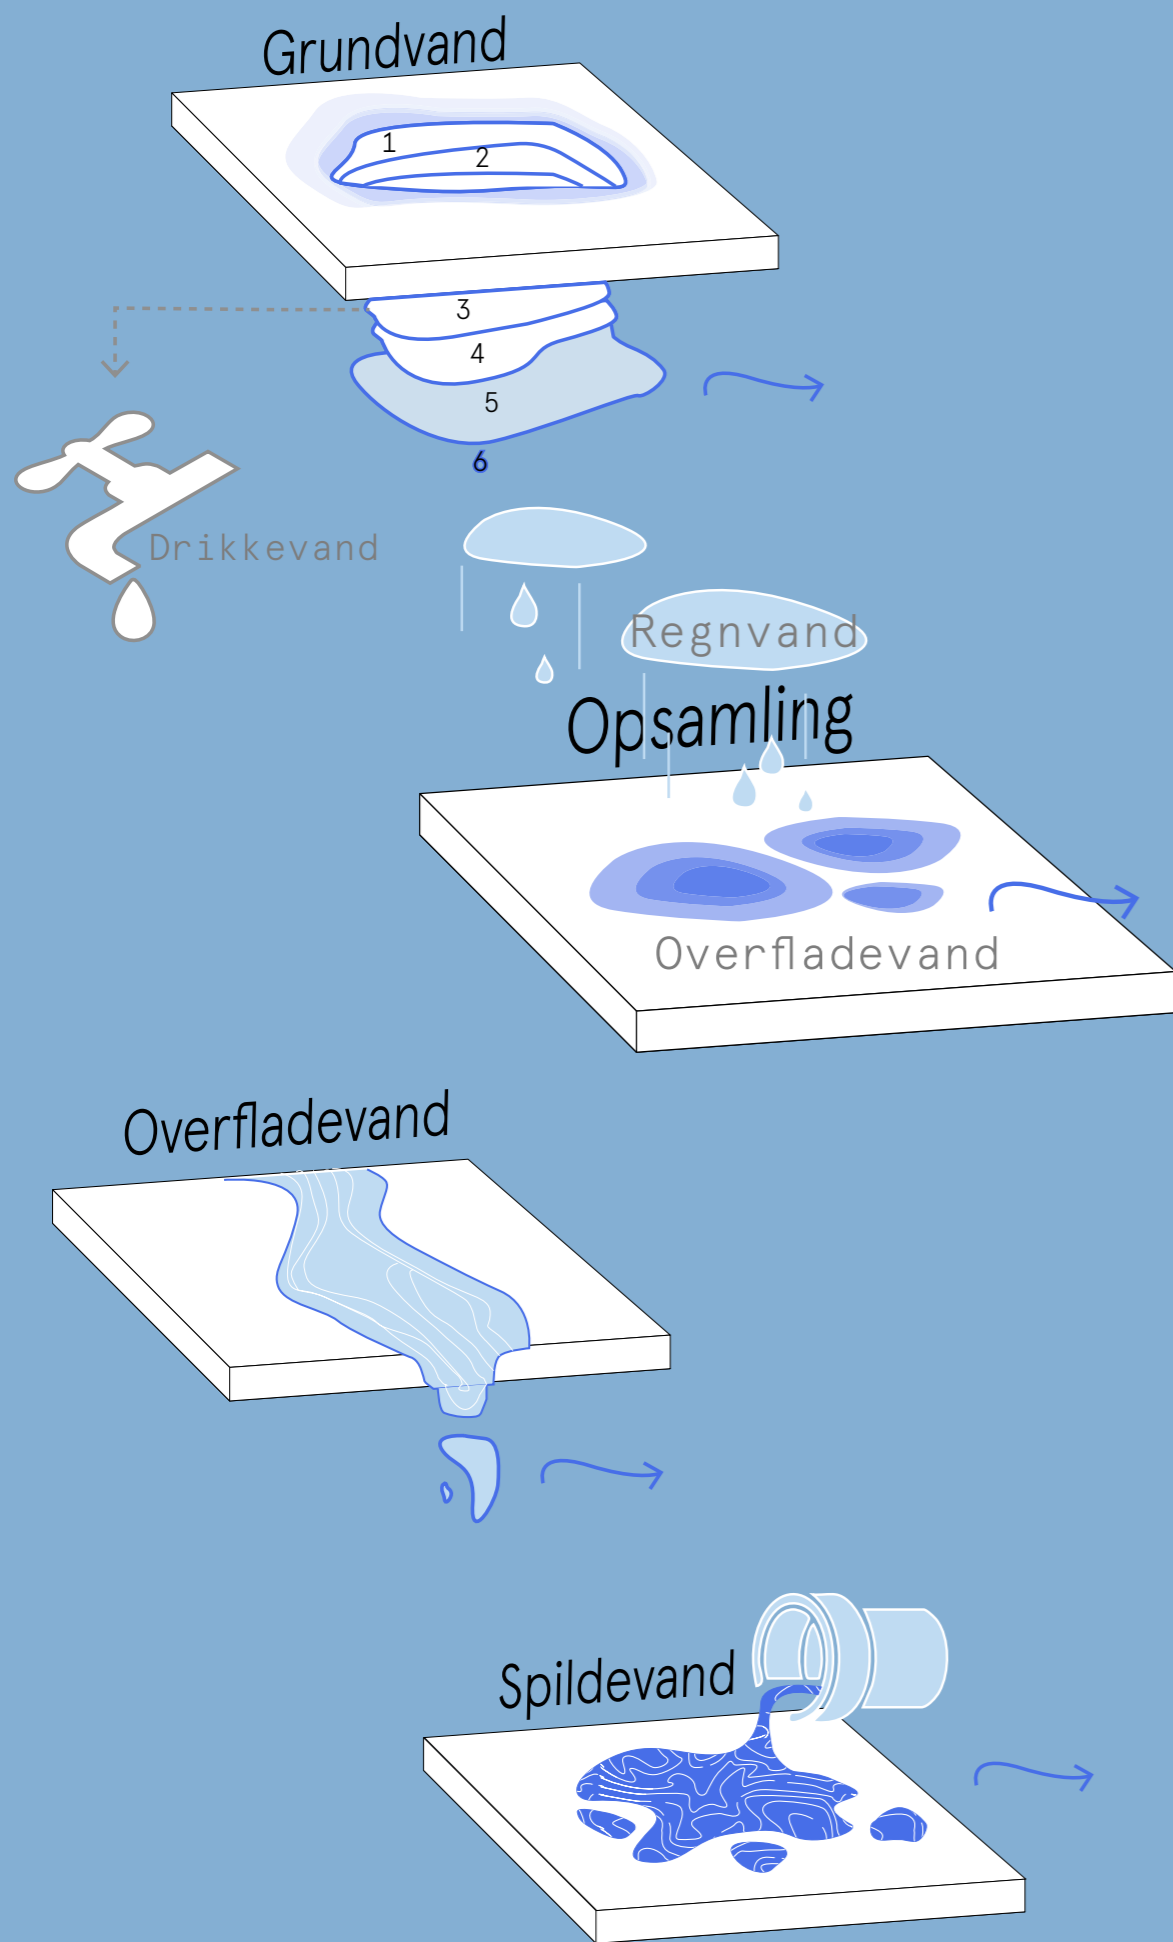 Grundvand
1
2
3
4
5
6
Drikkevand
Regnvand
Opsamling
Overfladevand
Overfladevand
Spildevand